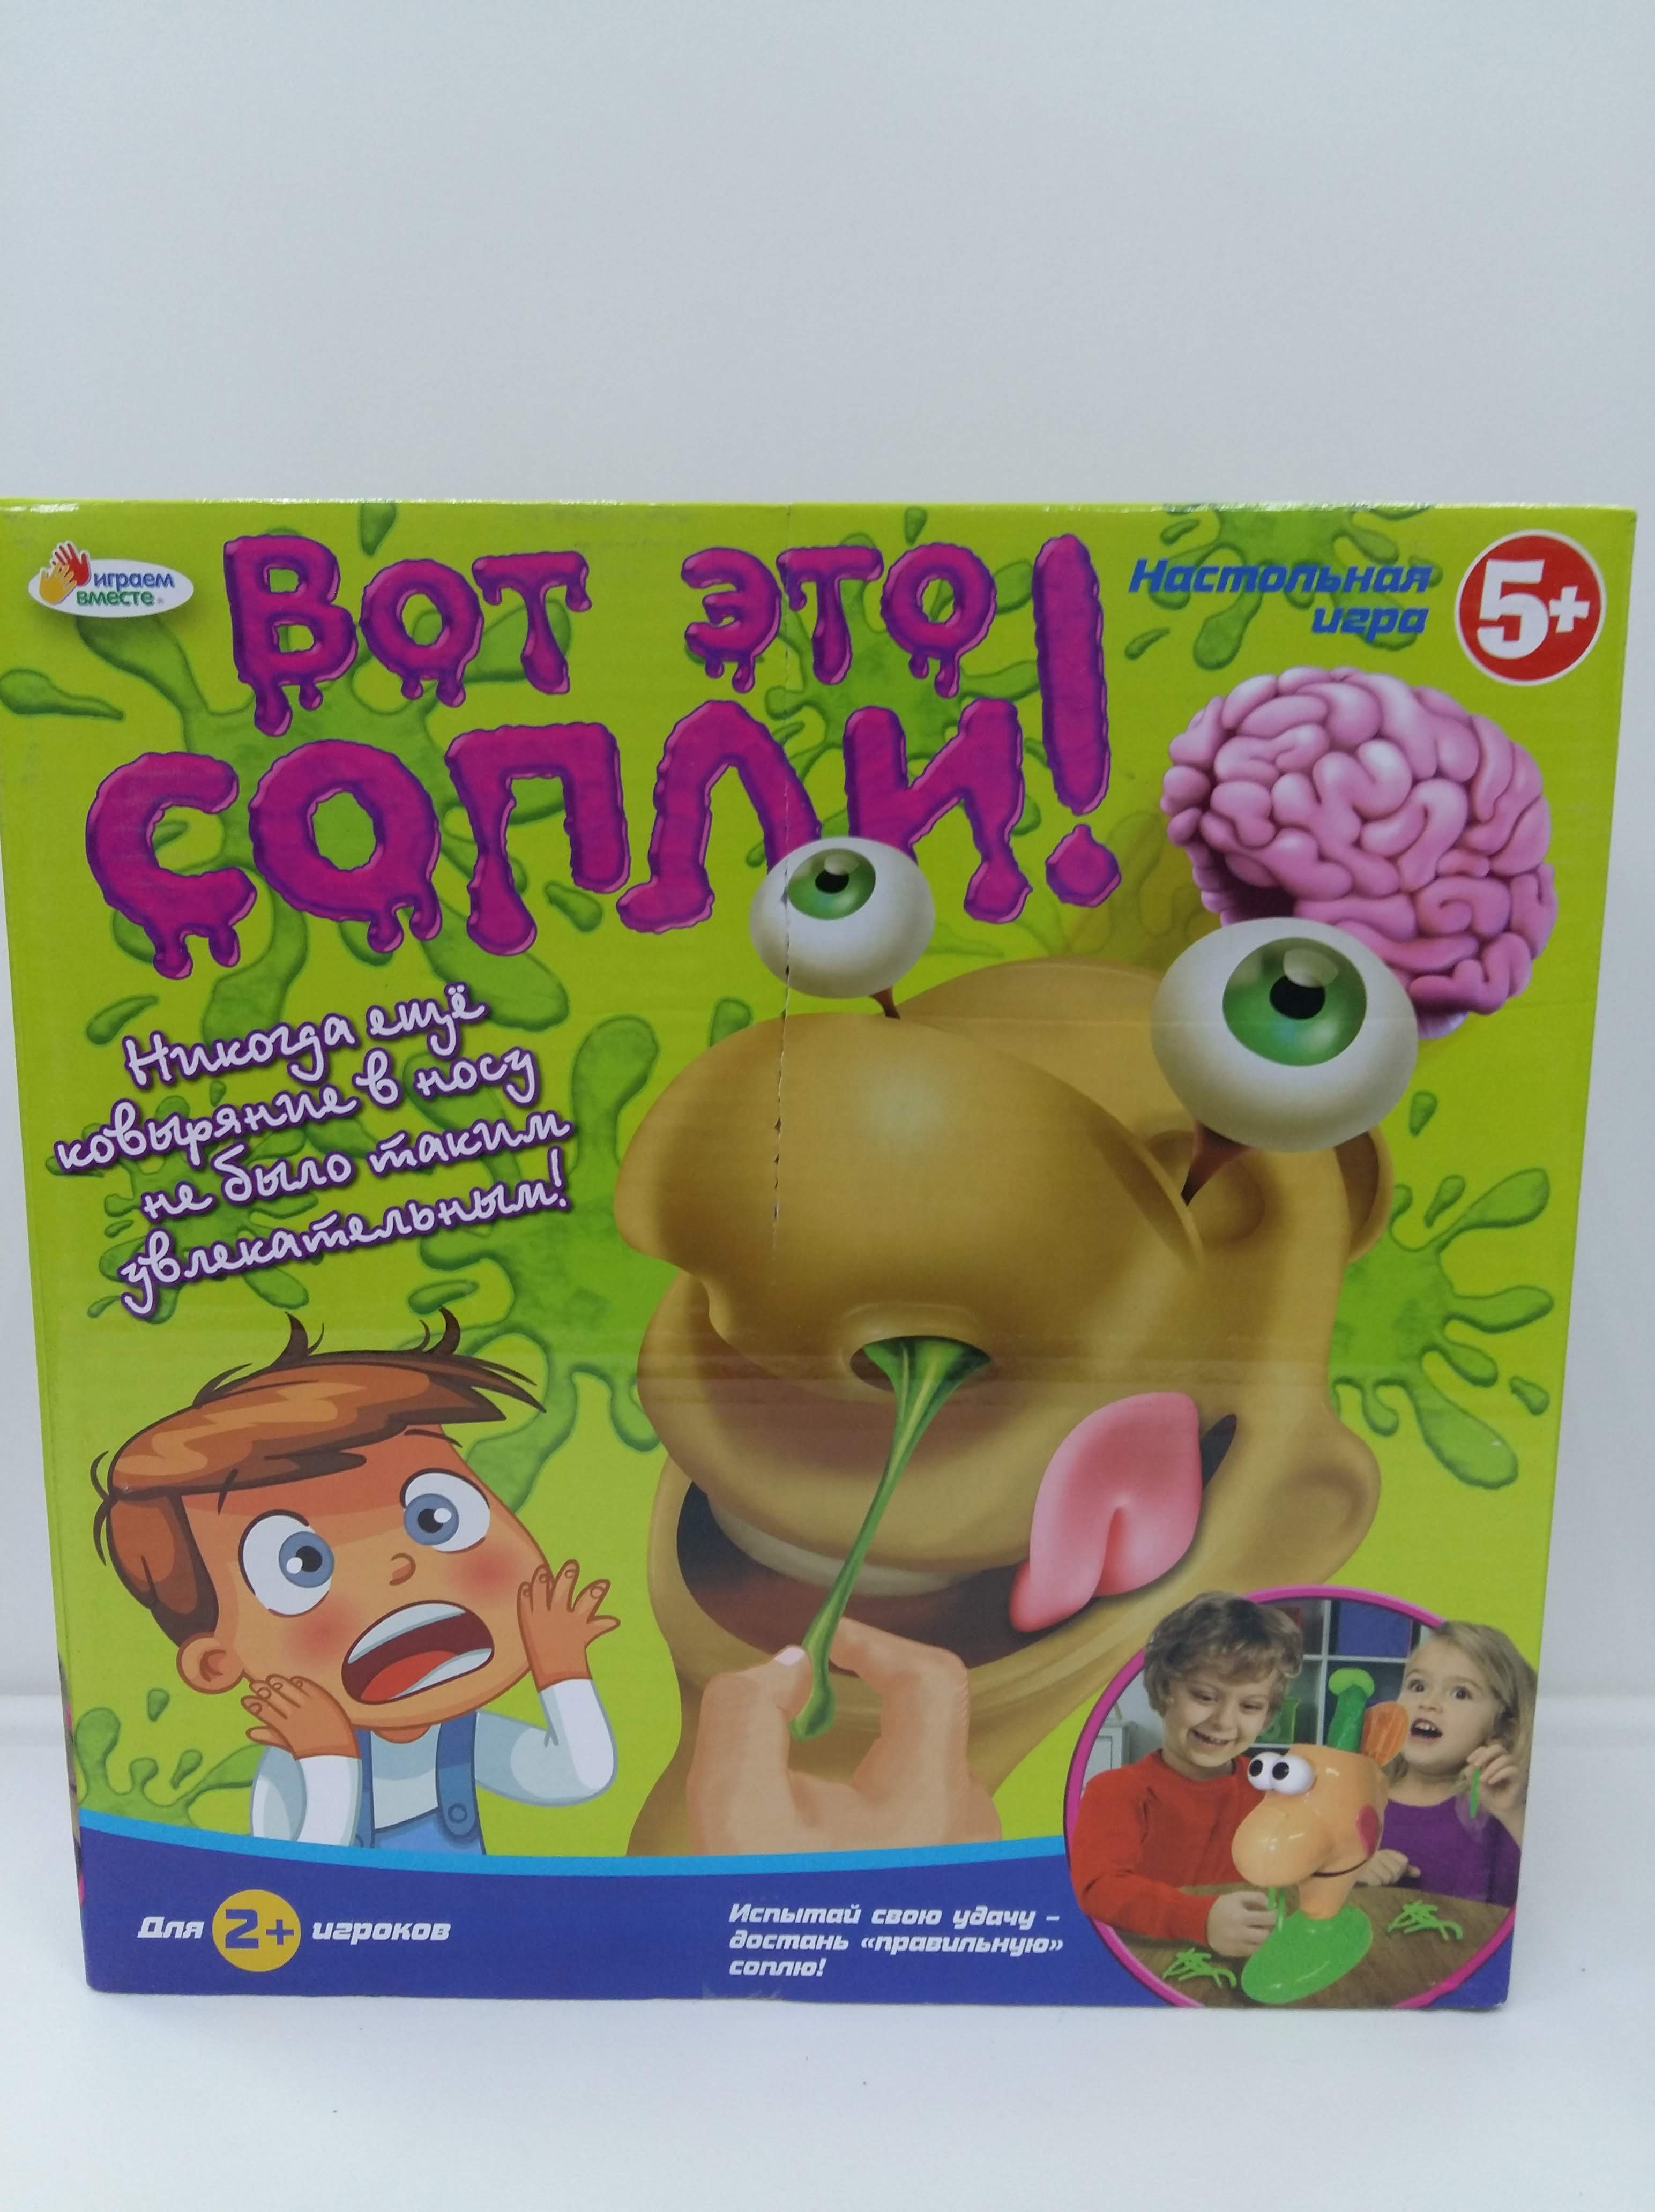 играем
вместе®
Вот это
сопли!
Настольная
игра
5+
Никогда ещё
ковыряние в носу
не было таким
увлекательным!
Для 2+ игроков
Испытай свою удачу –
достань «правильную»
соплю!